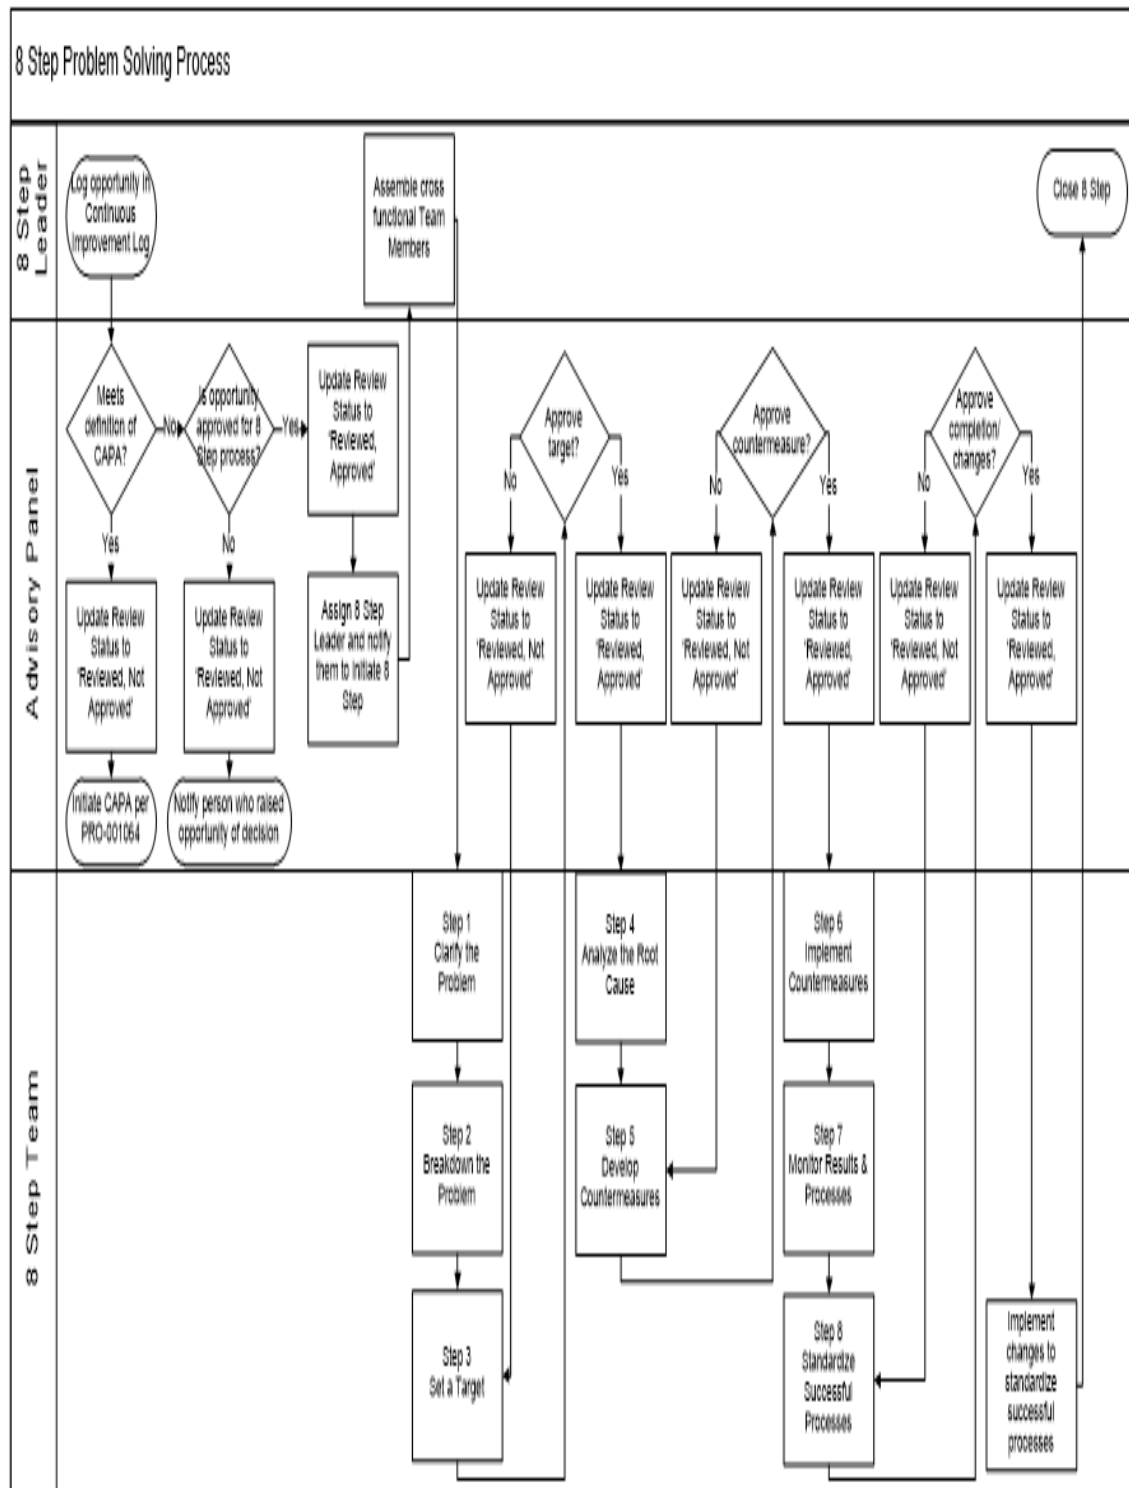 8 Step Problem Solving Process
8 Step
Leader
Log opportunity in
Continuous
Improvement Log
Assemble cross
functional Team
Members
Close 8 Step
Advisory Panel
Meets
definition of
CAPA?
No
Is opportunity
approved for 8
Step process?
Yes
Update Review
Status to
'Reviewed,
Approved'
Approve
target?
Approve
countermeasure?
Approve
completion/
changes?
Yes
No
No
Yes
No
Yes
No
Yes
Update Review
Status to
'Reviewed, Not
Approved'
Update Review
Status to
'Reviewed, Not
Approved'
Assign 8 Step
Leader and notify
them to Initiate 8
Step
Update Review
Status to
'Reviewed, Not
Approved'
Update Review
Status to
'Reviewed,
Approved'
Update Review
Status to
'Reviewed, Not
Approved'
Update Review
Status to
'Reviewed,
Approved'
Update Review
Status to
'Reviewed, Not
Approved'
Update Review
Status to
'Reviewed,
Approved'
Initiate CAPA per
PRO-001064
Notify person who raised
opportunity of decision
8 Step Team
Step 1
Clarify the
Problem
Step 4
Analyze the Root
Cause
Step 6
Implement
Countermeasures
Step 2
Breakdown the
Problem
Step 5
Develop
Countermeasures
Step 7
Monitor Results &
Processes
Step 3
Set a Target
Step 8
Standardize
Successful
Processes
Implement
changes to
standardize
successful
processes